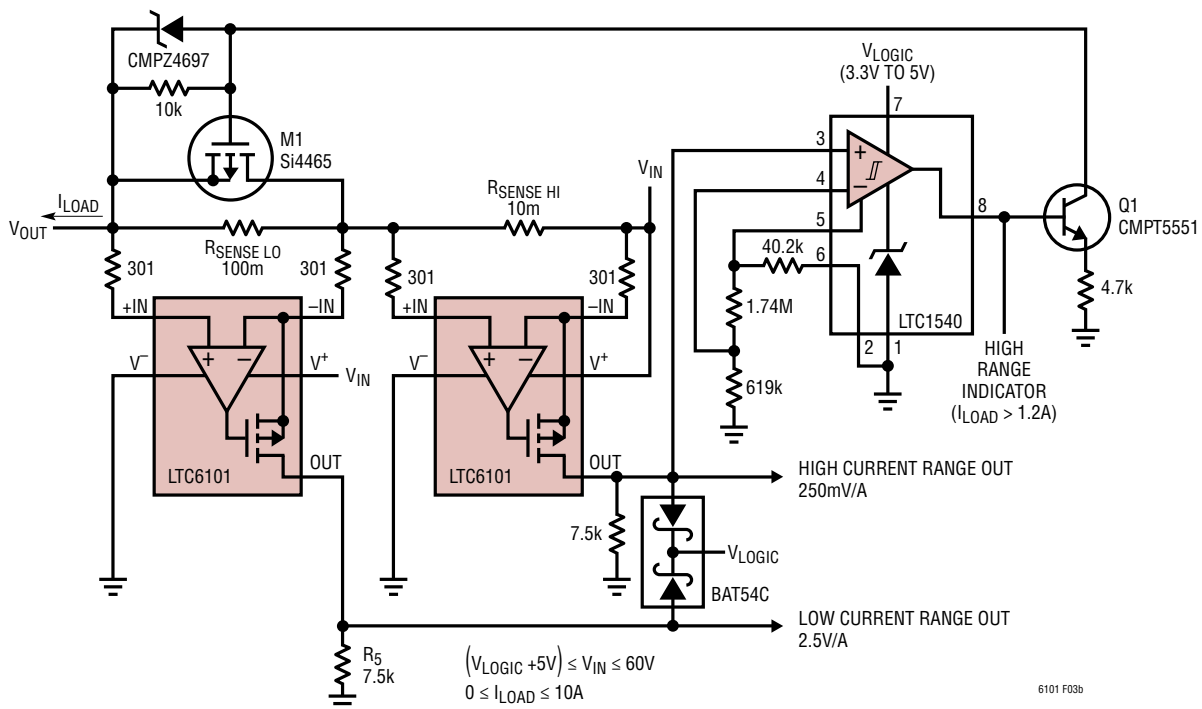 CMPZ4697
10k
M1
Si4465
VLOGIC
(3.3V TO 5V)
7
3
4
5
6
8
2
1
+
–
40.2k
1.74M
619k
LTC1540
Q1
CMPT5551
4.7k
HIGH
RANGE
INDICATOR
(ILOAD > 1.2A)
VIN
ILOAD
VOUT
RSENSE LO
100m
RSENSE HI
10m
301
301
301
301
+IN
–IN
+IN
–IN
V–
+
–
V+
VIN
V–
+
–
V+
OUT
LTC6101
OUT
LTC6101
HIGH CURRENT RANGE OUT
250mV/A
7.5k
VLOGIC
BAT54C
LOW CURRENT RANGE OUT
2.5V/A
R5
7.5k
(VLOGIC +5V) ≤ VIN ≤ 60V
0 ≤ ILOAD ≤ 10A
6101 F03b